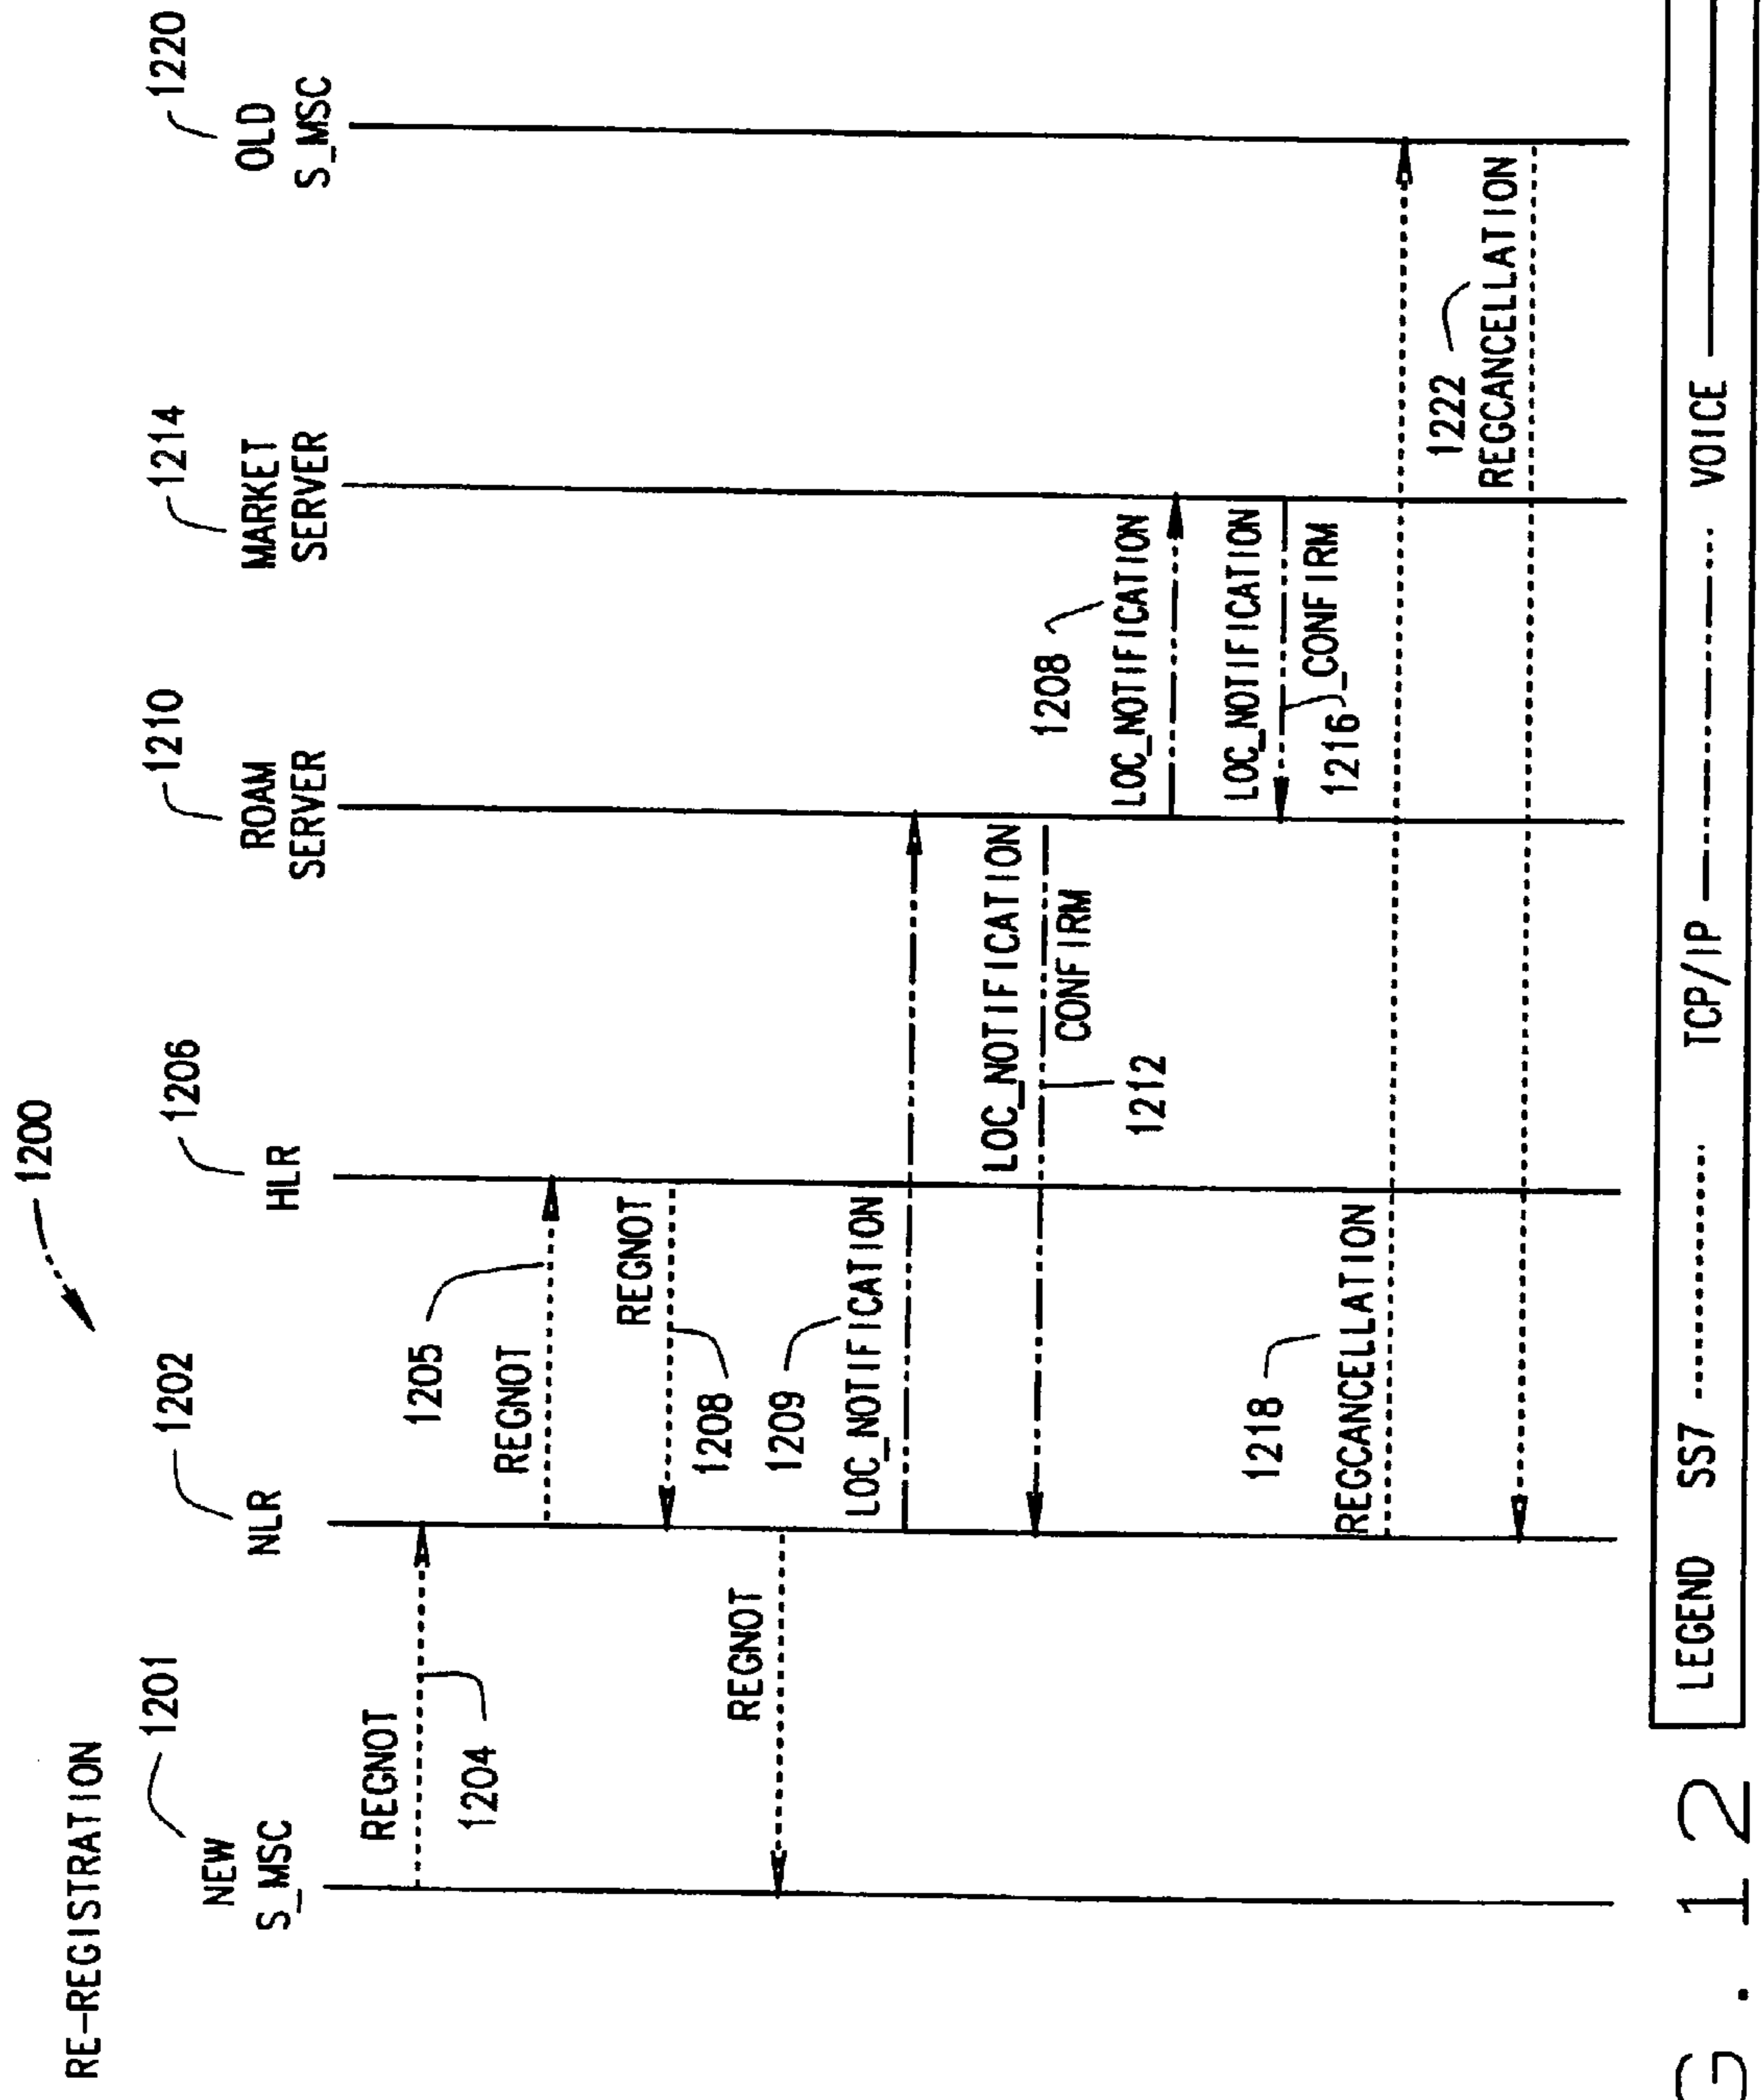 RE-REGISTRATION
1200
1201
1202
1206
1210
1214
1220
NEW
S_MSC
NLR
HLR
ROAM
SERVER
MARKET
SERVER
OLD
S_MSC
REGNOT
1204
1205
REGNOT
REGNOT
1208
REGNOT
1209
LOC_NOTIFICATION
LOC_NOTIFICATION
CONFIRM
1212
1208
LOC_NOTIFICATION
LOC_NOTIFICATION
_CONFIRM
1216
1218
REGCANCELLATION
1222
REGCANCELLATION
LEGEND SS7 TCP/IP VOICE
G. 12